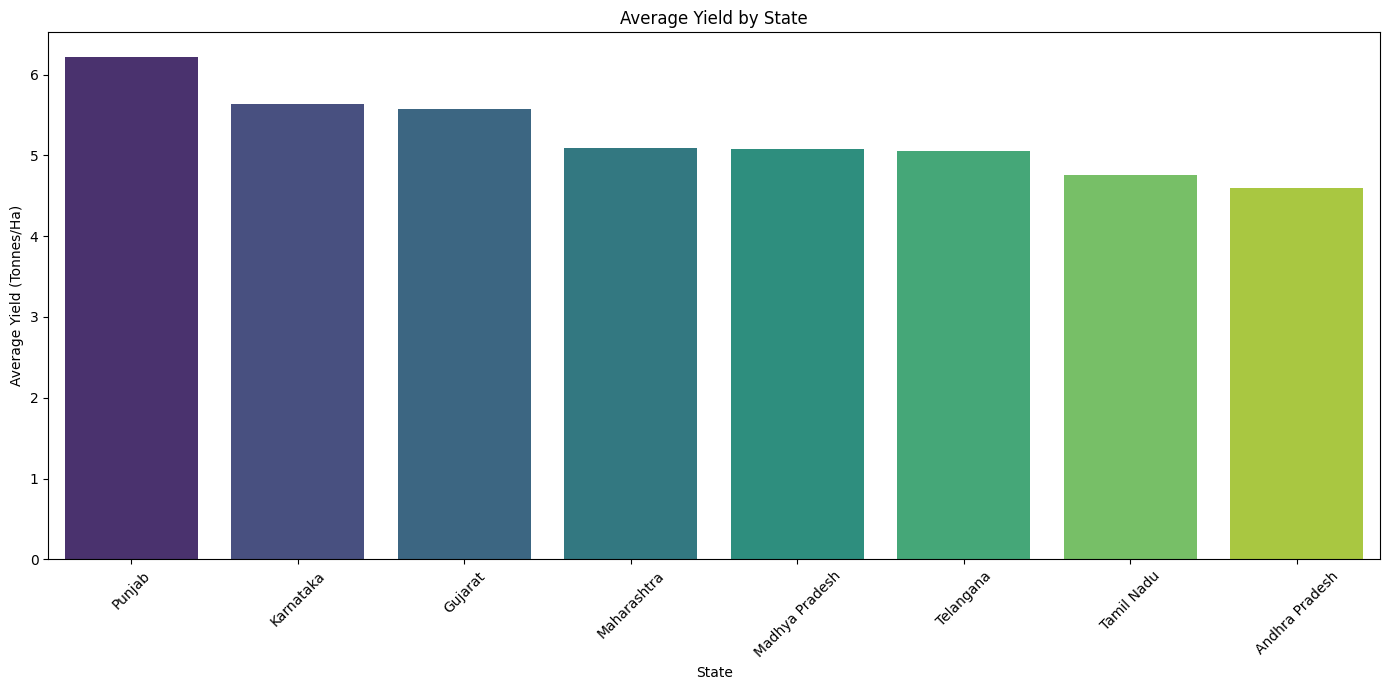 Average Yield by State
Average Yield (Tonnes/Ha)
6
5
4
3
2
1
0
Punjab
Karnataka
Gujarat
Maharashtra
Madhya Pradesh
Telangana
Tamil Nadu
Andhra Pradesh
State